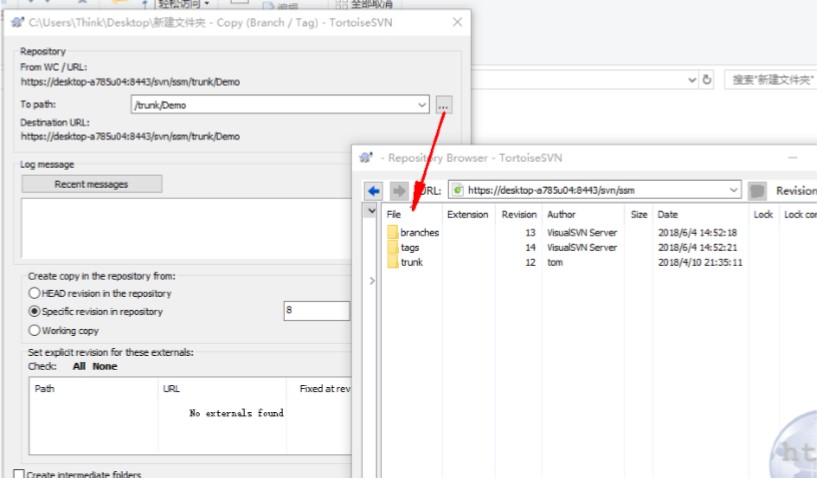 轻松访问
编辑
全部取消
C:\Users\Think\Desktop\新建文件夹 - Copy (Branch / Tag) - TortoiseSVN
Repository
From WC / URL:
https://desktop-a785u04:8443/svn/ssm/trunk/Demo
To path:
/trunk/Demo
...
Destination URL:
https://desktop-a785u04:8443/svn/ssm/trunk/Demo
搜索"新建文件夹"
Log message
Recent messages
Create copy in the repository from:
HEAD revision in the repository
Specific revision in repository
8
Working copy
Set explicit revision for these externals:
Check: All None
Path URL Fixed at rev
No externals found
Create intermediate folders
- Repository Browser - TortoiseSVN
URL: https://desktop-a785u04:8443/svn/ssm Revision
File Extension Revision Author Size Date Lock Lock co
branches 13 VisualSVN Server 2018/6/4 14:52:18
tags 14 VisualSVN Server 2018/6/4 14:52:21
trunk 12 tom 2018/4/10 21:35:11
ht